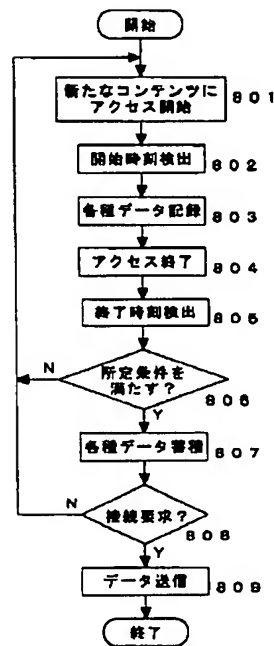 開始
新たなコンテンツに
アクセス開始
801
開始時刻検出
802
各種データ記録
803
アクセス終了
804
終了時刻検出
805
N
所定条件を
満たす?
806
Y
各種データ蓄種
807
N
接続要求?
808
Y
データ送信
809
終了